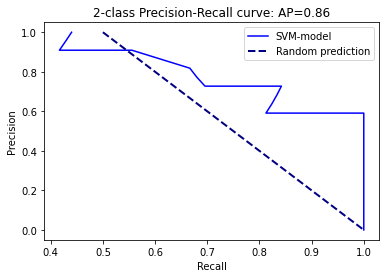 2-class Precision-Recall curve: AP=0.86
SVM-model
Random prediction
Precision
1.0
0.8
0.6
0.4
0.2
0.0
0.4 0.5 0.6 0.7 0.8 0.9 1.0
Recall